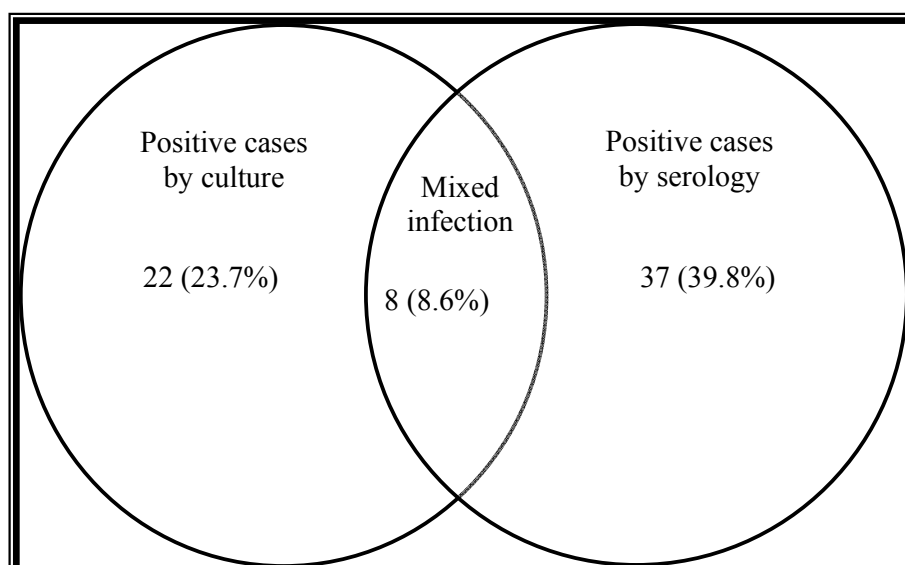 Positive cases
by culture
22 (23.7%)
Mixed
infection
8 (8.6%)
Positive cases
by serology
37 (39.8%)